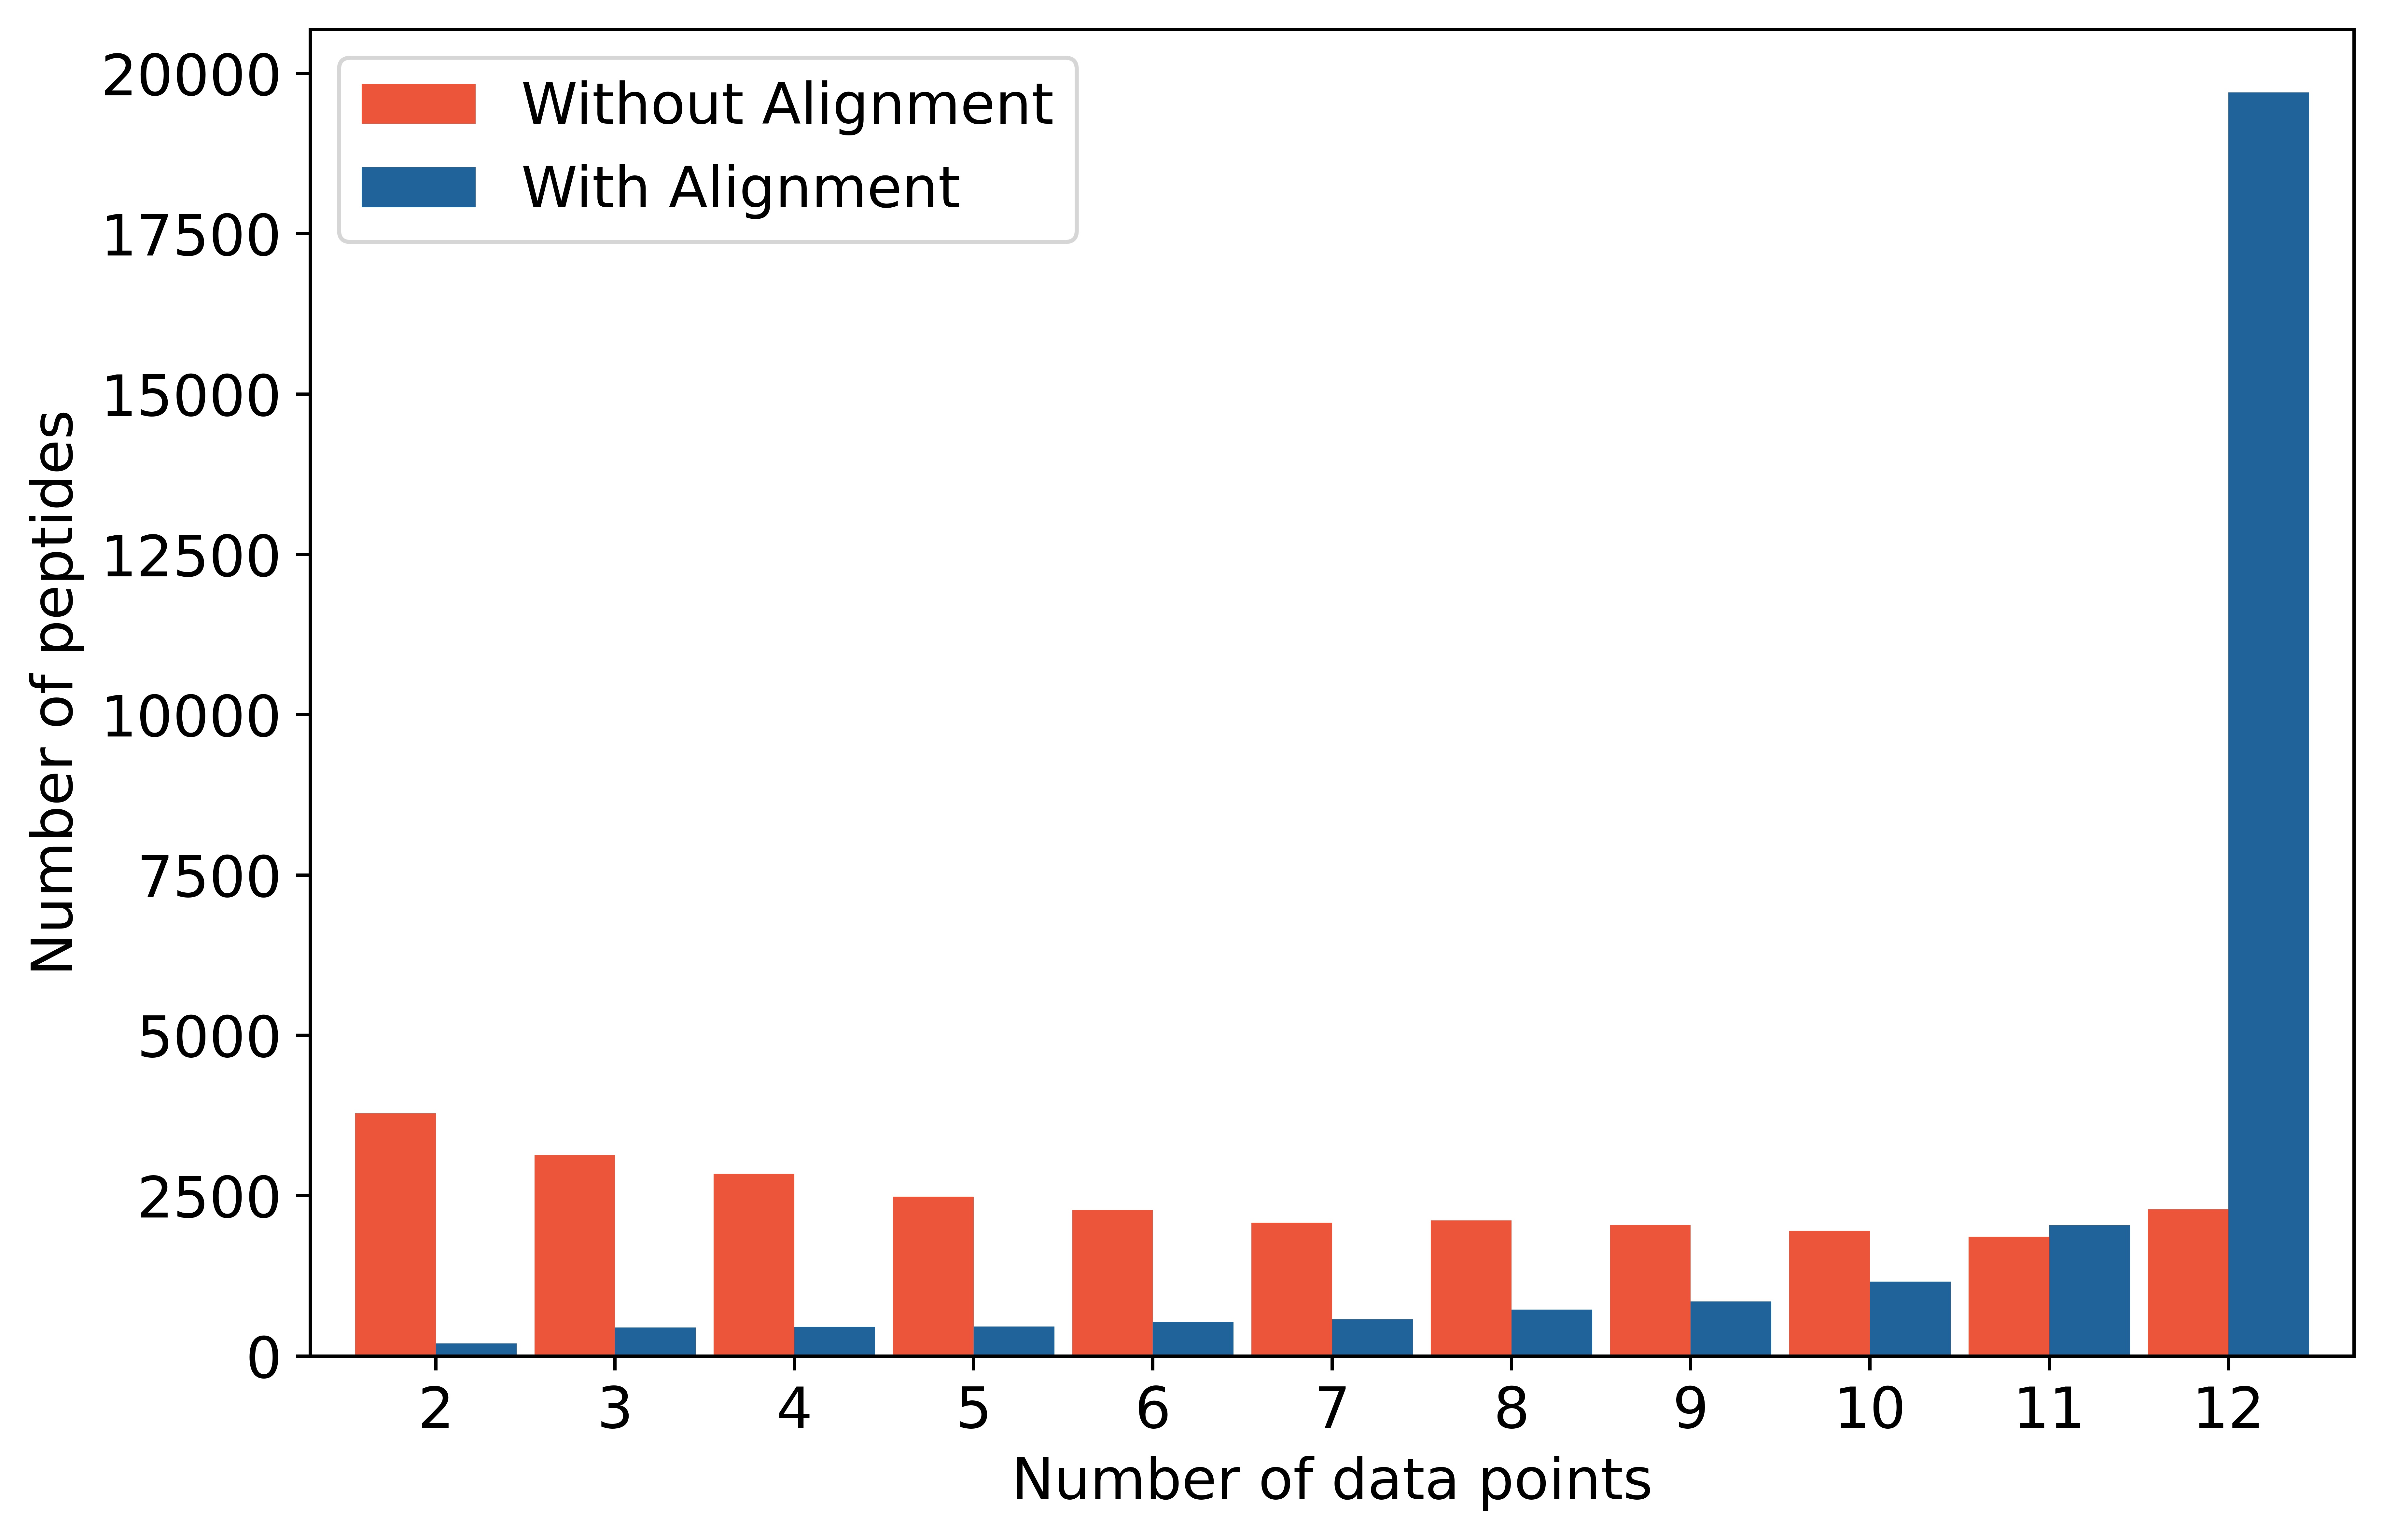 Without Alignment
With Alignment
Number of peptides
20000
17500
15000
12500
10000
7500
5000
2500
0
2 3 4 5 6 7 8 9 10 11 12
Number of data points